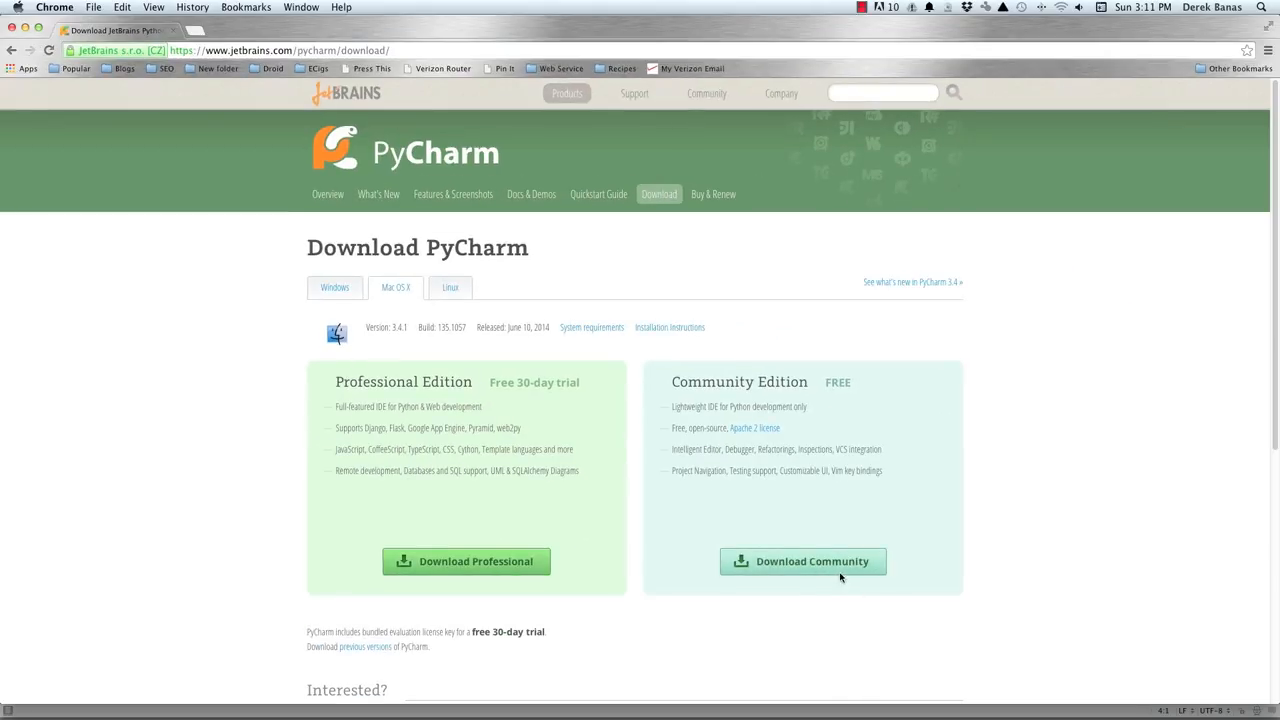 Chrome File Edit View History Bookmarks Window Help 10 Sun 3:11 PM Derek Banas
Download JetBrains Pytho
JetBrains s.r.o. [CZ] https://www.jetbrains.com/pycharm/download/
Apps Popular Blogs SEO New folder Droid ECigs Press This Verizon Router Pin It Web Service Recipes My Verizon Email Other Bookmarks
JetBRAINS Products Support Community Company
PyCharm
Overview What's New Features & Screenshots Docs & Demos Quickstart Guide Download Buy & Renew
Download PyCharm
Windows Mac OS X Linux See what's new in PyCharm 3.4 »
Version: 3.4.1 Build: 135.1057 Released: June 10, 2014 System requirements Installation Instructions
Professional Edition Free 30-day trial
Full-featured IDE for Python & Web development
Supports Django, Flask, Google App Engine, Pyramid, web2py
JavaScript, CoffeeScript, TypeScript, CSS, Cython, Template languages and more
Remote development, Databases and SQL support, UML & SQLAlchemy Diagrams
Download Professional
Community Edition FREE
Lightweight IDE for Python development only
Free, open-source, Apache 2 license
Intelligent Editor, Debugger, Refactorings, Inspections, VCS integration
Project Navigation, Testing support, Customizable UI, Vim key bindings
Download Community
PyCharm includes bundled evaluation license key for a free 30-day trial.
Download previous versions of PyCharm.
Interested?
4:1 LF UTF-8